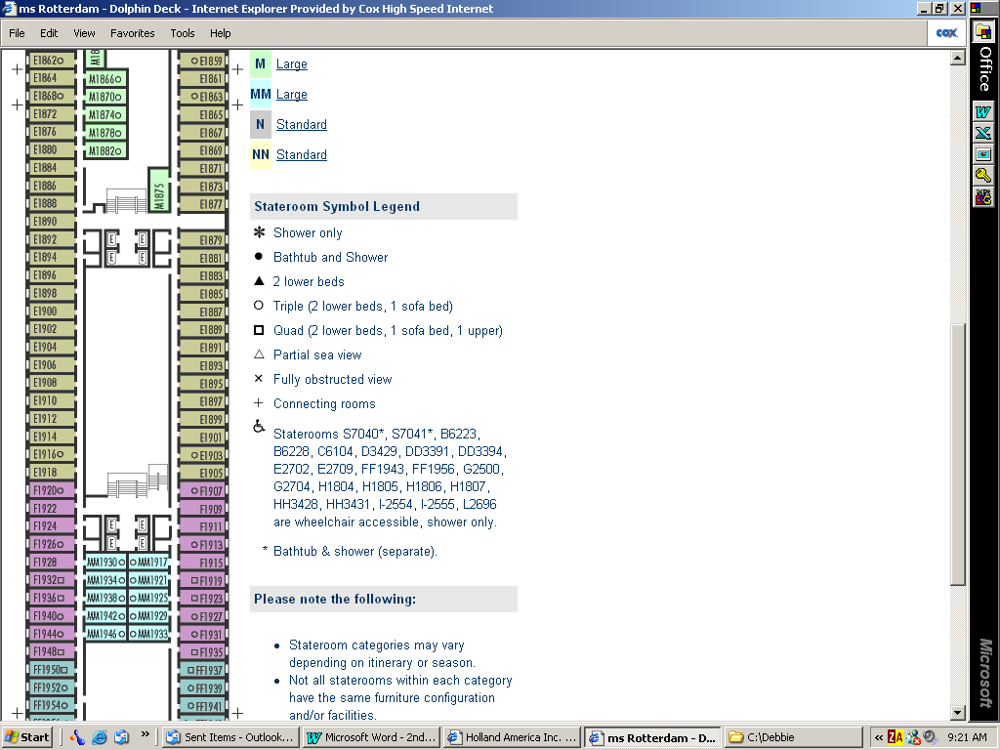 ms Rotterdam - Dolphin Deck - Internet Explorer Provided by Cox High Speed Internet
File Edit View Favorites Tools Help
cox
Office
E1862 M18 E1859
E1864 M1866 E1861
E1868 M1870 E1863
E1872 M1874 E1865
E1876 M1878 E1867
E1880 M1882 E1869
E1884 E1871
E1886 M1875 E1873
E1888 E1877
E1890
E1892 E E E1879
E1894 E E E1881
E1896 E1883
E1898 E1885
E1900 E1887
E1902 E1889
E1904 E1891
E1906 E1893
E1908 E1895
E1910 E1897
E1912 E1899
E1914 E1901
E1916 E1903
E1918 E1905
F1920 F1907
F1922 F1909
F1924 E E F1911
F1926 E E F1913
F1928 MM1930 MM1917 F1915
F1932 MM1934 MM1921 F1919
F1936 MM1938 MM1925 F1923
F1940 MM1942 MM1929 F1927
F1944 MM1946 MM1933 F1931
F1948 F1935
FF1950 FF1937
FF1952 FF1939
FF1954 FF1941
M Large
MM Large
N Standard
NN Standard
Stateroom Symbol Legend
Shower only
Bathtub and Shower
2 lower beds
Triple (2 lower beds, 1 sofa bed)
Quad (2 lower beds, 1 sofa bed, 1 upper)
Partial sea view
Fully obstructed view
Connecting rooms
Staterooms S7040*, S7041*, B6223,
B6228, C6104, D3429, DD3391, DD3394,
E2702, E2709, FF1943, FF1956, G2500,
G2704, H1804, H1805, H1806, H1807,
HH3428, HH3431, I-2554, I-2555, L2696
are wheelchair accessible, shower only.
* Bathtub & shower (separate).
Please note the following:
• Stateroom categories may vary
depending on itinerary or season.
• Not all staterooms within each category
have the same furniture configuration
and/or facilities.
Microsoft
Start » Sent Items - Outlook... Microsoft Word - 2nd... Holland America Inc. ... ms Rotterdam - D... C:\Debbie « ZA 9:21 AM